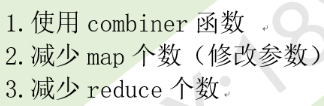 1.使用 combiner 函数
2.减少 map 个数（修改参数）
3.减少 reduce 个数